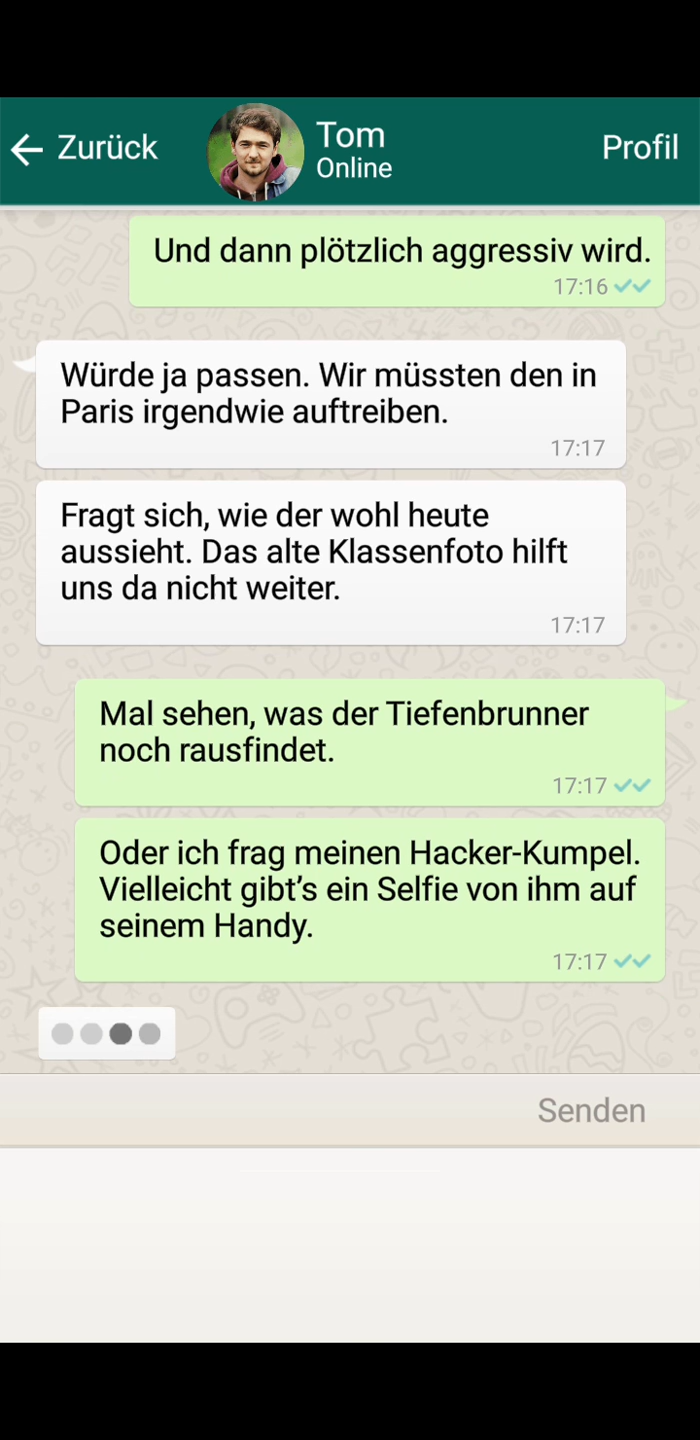 Zurück
Tom
Online
Profil
Und dann plötzlich aggressiv wird.
17:16
Würde ja passen. Wir müssten den in
Paris irgendwie auftreiben.
17:17
Fragt sich, wie der wohl heute
aussieht. Das alte Klassenfoto hilft
uns da nicht weiter.
17:17
Mal sehen, was der Tiefenbrunner
noch rausfindet.
17:17
Oder ich frag meinen Hacker-Kumpel.
Vielleicht gibt’s ein Selfie von ihm auf
seinem Handy.
17:17
Senden